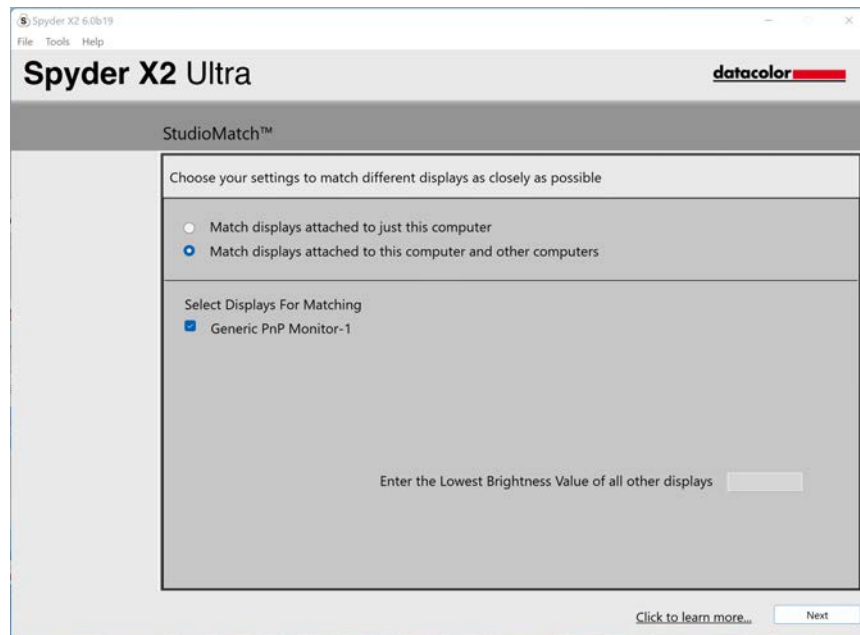 Spyder X2 6.0b19
File Tools Help
Spyder X2 Ultra
datacolor
StudioMatch™
Choose your settings to match different displays as closely as possible
Match displays attached to just this computer
Match displays attached to this computer and other computers
Select Displays For Matching
Generic PnP Monitor-1
Enter the Lowest Brightness Value of all other displays
Click to learn more...
Next